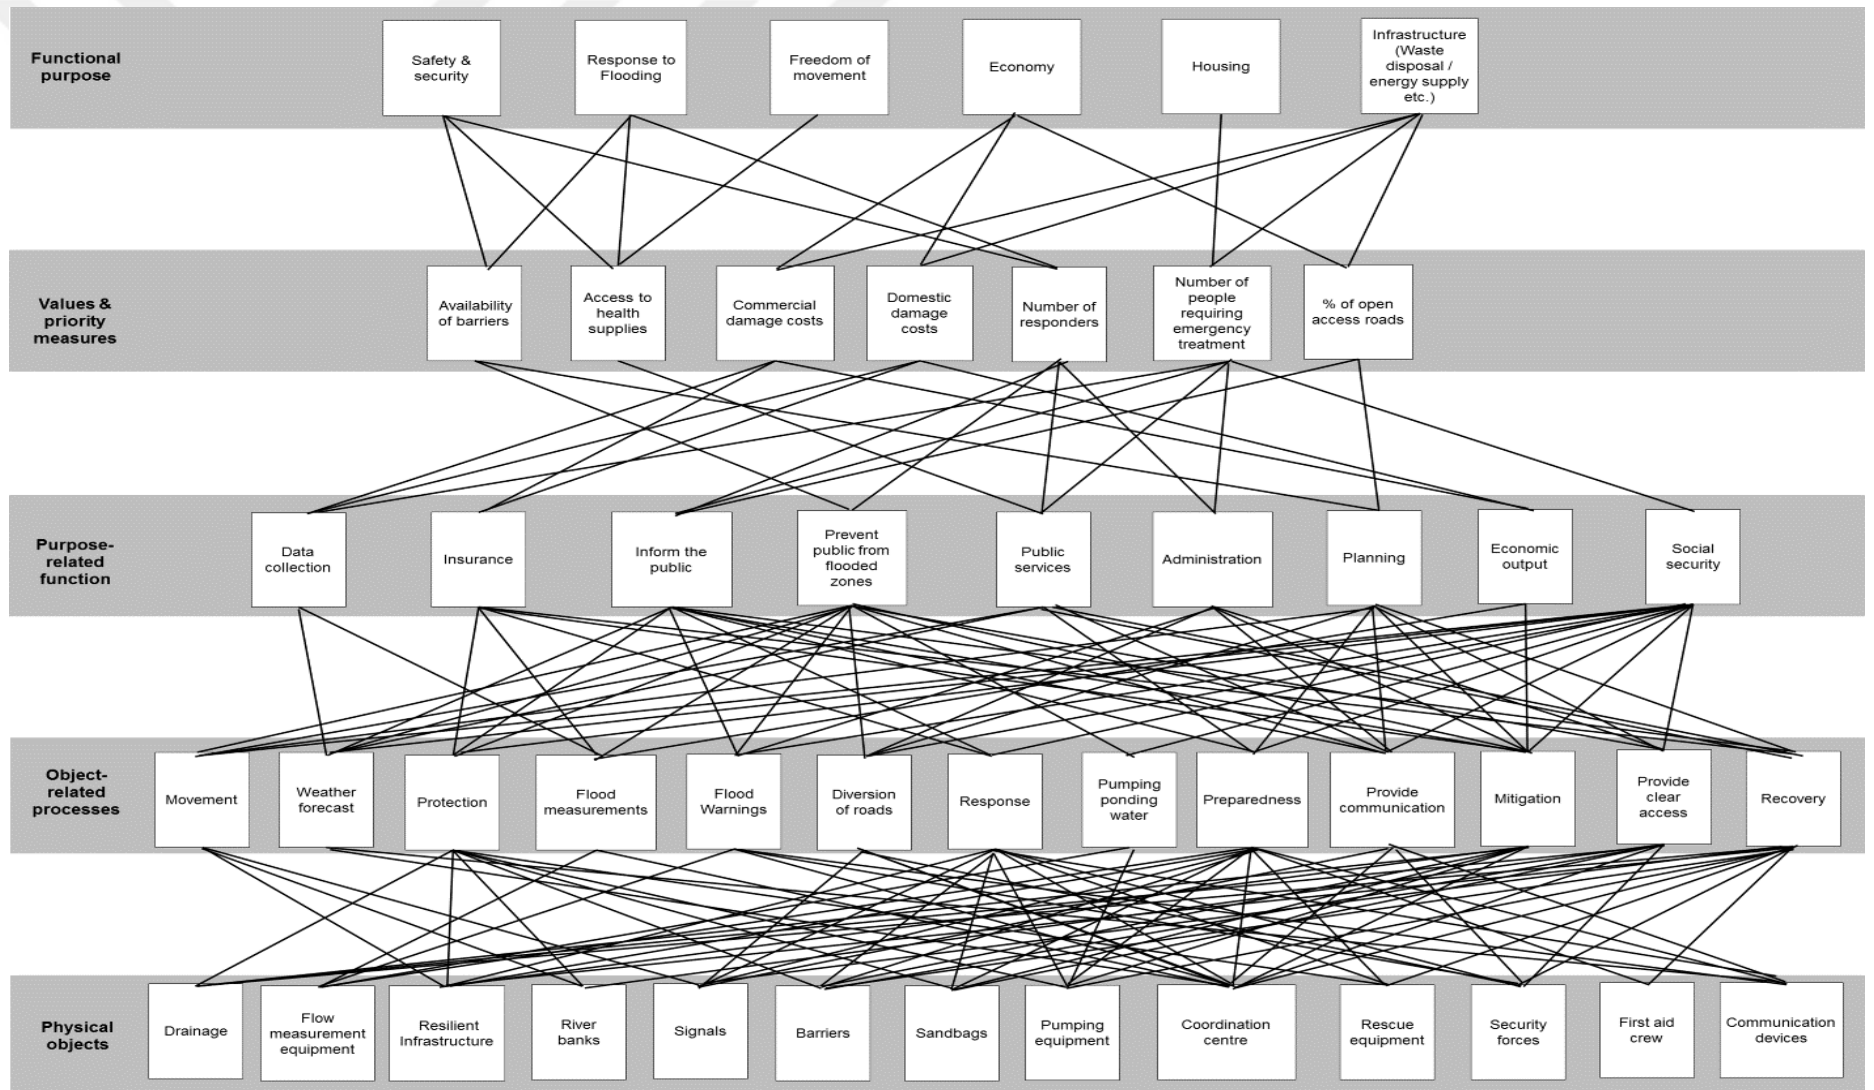 Functional
purpose
Safety &
security
Response to
Flooding
Freedom of
movement
Economy
Housing
Infrastructure
(Waste
disposal /
energy supply
etc.)
Values &
priority
measures
Availability
of barriers
Access to
health
supplies
Commercial
damage costs
Domestic
damage
costs
Number of
responders
Number of
people
requiring
emergency
treatment
% of open
access roads
Purpose-
related
function
Data
collection
Insurance
Inform the
public
Prevent
public from
flooded
zones
Public
services
Administration
Planning
Economic
output
Social
security
Object-
related
processes
Movement
Weather
forecast
Protection
Flood
measurements
Flood
Warnings
Diversion
of roads
Response
Pumping
ponding
water
Preparedness
Provide
communication
Mitigation
Provide
clear
access
Recovery
Physical
objects
Drainage
Flow
measurement
equipment
Resilient
Infrastructure
River
banks
Signals
Barriers
Sandbags
Pumping
equipment
Coordination
centre
Rescue
equipment
Security
forces
First aid
crew
Communication
devices